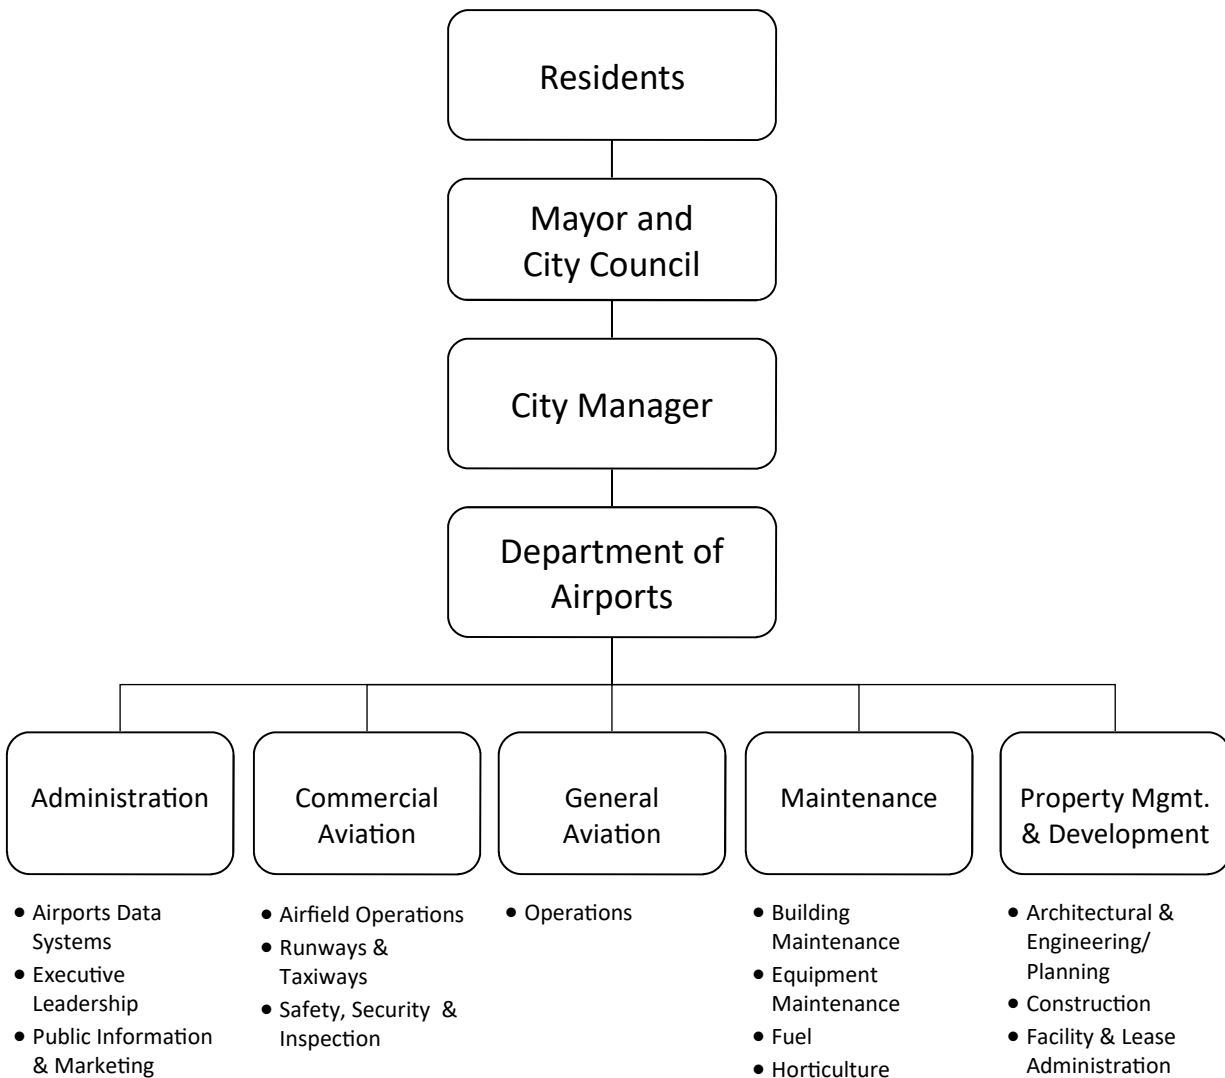 Residents
Mayor and
City Council
City Manager
Department of
Airports
Administration
Commercial
Aviation
General
Aviation
Maintenance
Property Mgmt.
& Development
• Airports Data
Systems
• Executive
Leadership
• Public Information
& Marketing
• Airfield Operations
• Runways &
Taxiways
• Safety, Security &
Inspection
• Operations
• Building
Maintenance
• Equipment
Maintenance
• Fuel
• Horticulture
• Architectural &
Engineering/
Planning
• Construction
• Facility & Lease
Administration